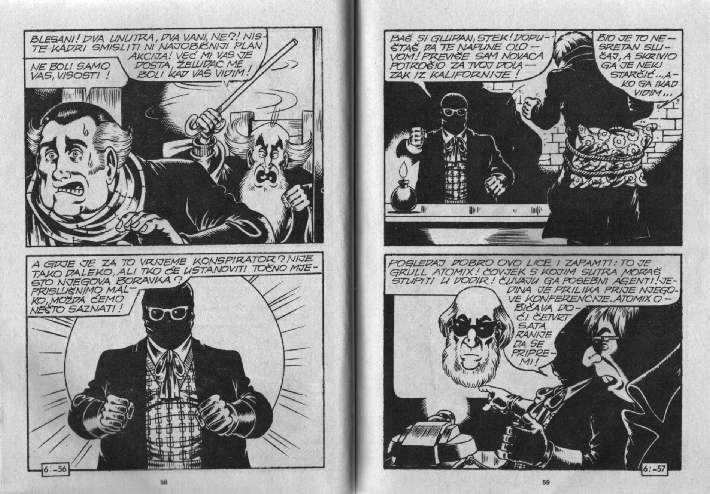 BLESANI! DVA UNUTRA, DVA VANI, NE?! NIS-
TE KADRI SMISLITI NI NAJOBIČNIJI PLAN
AKCIJA! VEĆ MI VAS JE
DOSTA, ŽELUDAC ME
BOLI KAD VAS VIDIM!
NE BOLI SAMO
VAS, VISOSTI!
A GDJE JE ZA TO VRIJEME KONSPIRATOR? NIJE
TAKO DALEKO, ALI TKO ĆE USTANOVITI TOČNO MJE-
STO NJEGOVA BORAVKA?
PRISLUŠNIMO MAL-
KO, MOŽDA ĆEMO
NEŠTO SAZNATI!
6!-56
58
BAŠ SI GLUPAN, STEK! DOPU-
ŠTAŠ DA TE NAPUNE OLO-
VOM! PREVIŠE SAM NOVACA
POTROŠIO ZA TVOJ DOLA-
ZAK IZ KALIFORNIJE!
BIO JE TO NE-
SRETAN SLU-
ČAJ, A SKRIVIO
GA JE NEKI
STARČIĆ...A-
KO GA IKAD
VIDIM...
POGLEDAJ DOBRO OVO LICE I ZAPAMTI: TO JE
GRULL ATOMIX! ČOVJEK S KOJIM SUTRA MORAŠ
STUPITI U DODIR! ČUVAJU GA POSEBNI AGENTI! JE-
DINA JE PRILIKA PRIJE NJEGO-
VE KONFERENCIJE. ATOMIX O-
BIČAVA DO-
ĆI ČETVRT
SATA
RANIJE
DA SE
PRIPRE-
MI!
6!-57
59